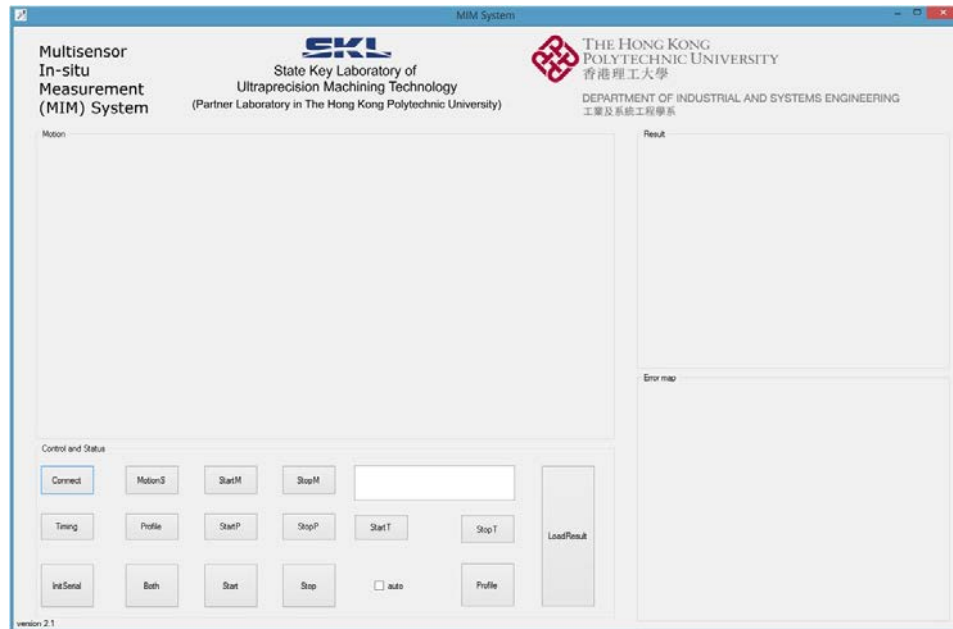 MIM System
Multisensor
In-situ
Measurement
(MIM) System
SKL
State Key Laboratory of
Ultraprecision Machining Technology
(Partner Laboratory in The Hong Kong Polytechnic University)
THE HONG KONG
POLYTECHNIC UNIVERSITY
香港理工大學
DEPARTMENT OF INDUSTRIAL AND SYSTEMS ENGINEERING
工業及系統工程學系
Motion
Result
Error map
Control and Status
Connect MotionS StartM StopM
Timing Profile StartP StopP StartT StopT LoadResult
InitSerial Both Start Stop auto Profile
version 2.1